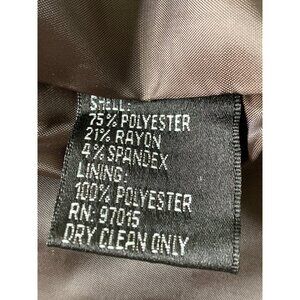 SHELL:
75% POLYESTER
21% RAYON
4% SPANDEX
LINING:
100% POLYESTER
RN: 97015
DRY CLEAN ONLY